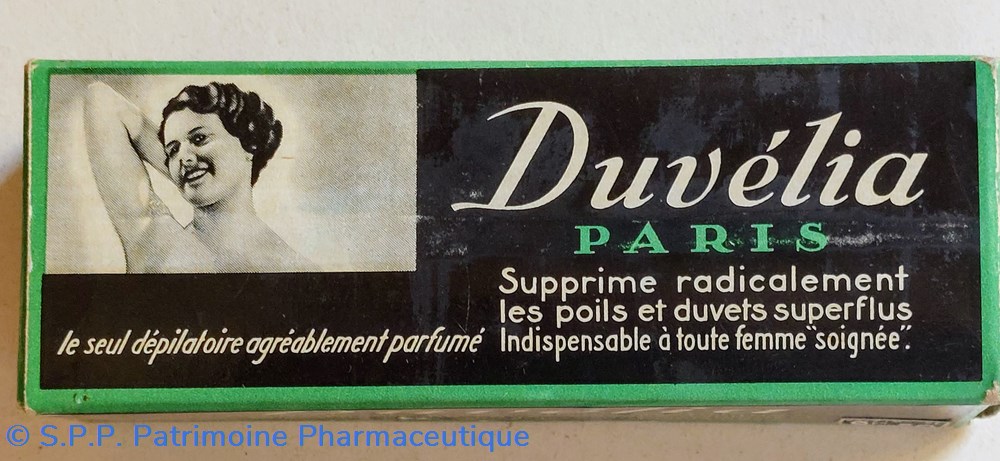 Duvélia
PARIS
Supprime radicalement
les poils et duvets superflus
Indispensable à toute femme "soignée".
le seul dépilatoire agréablement parfumé
© S.P.P. Patrimoine Pharmaceutique